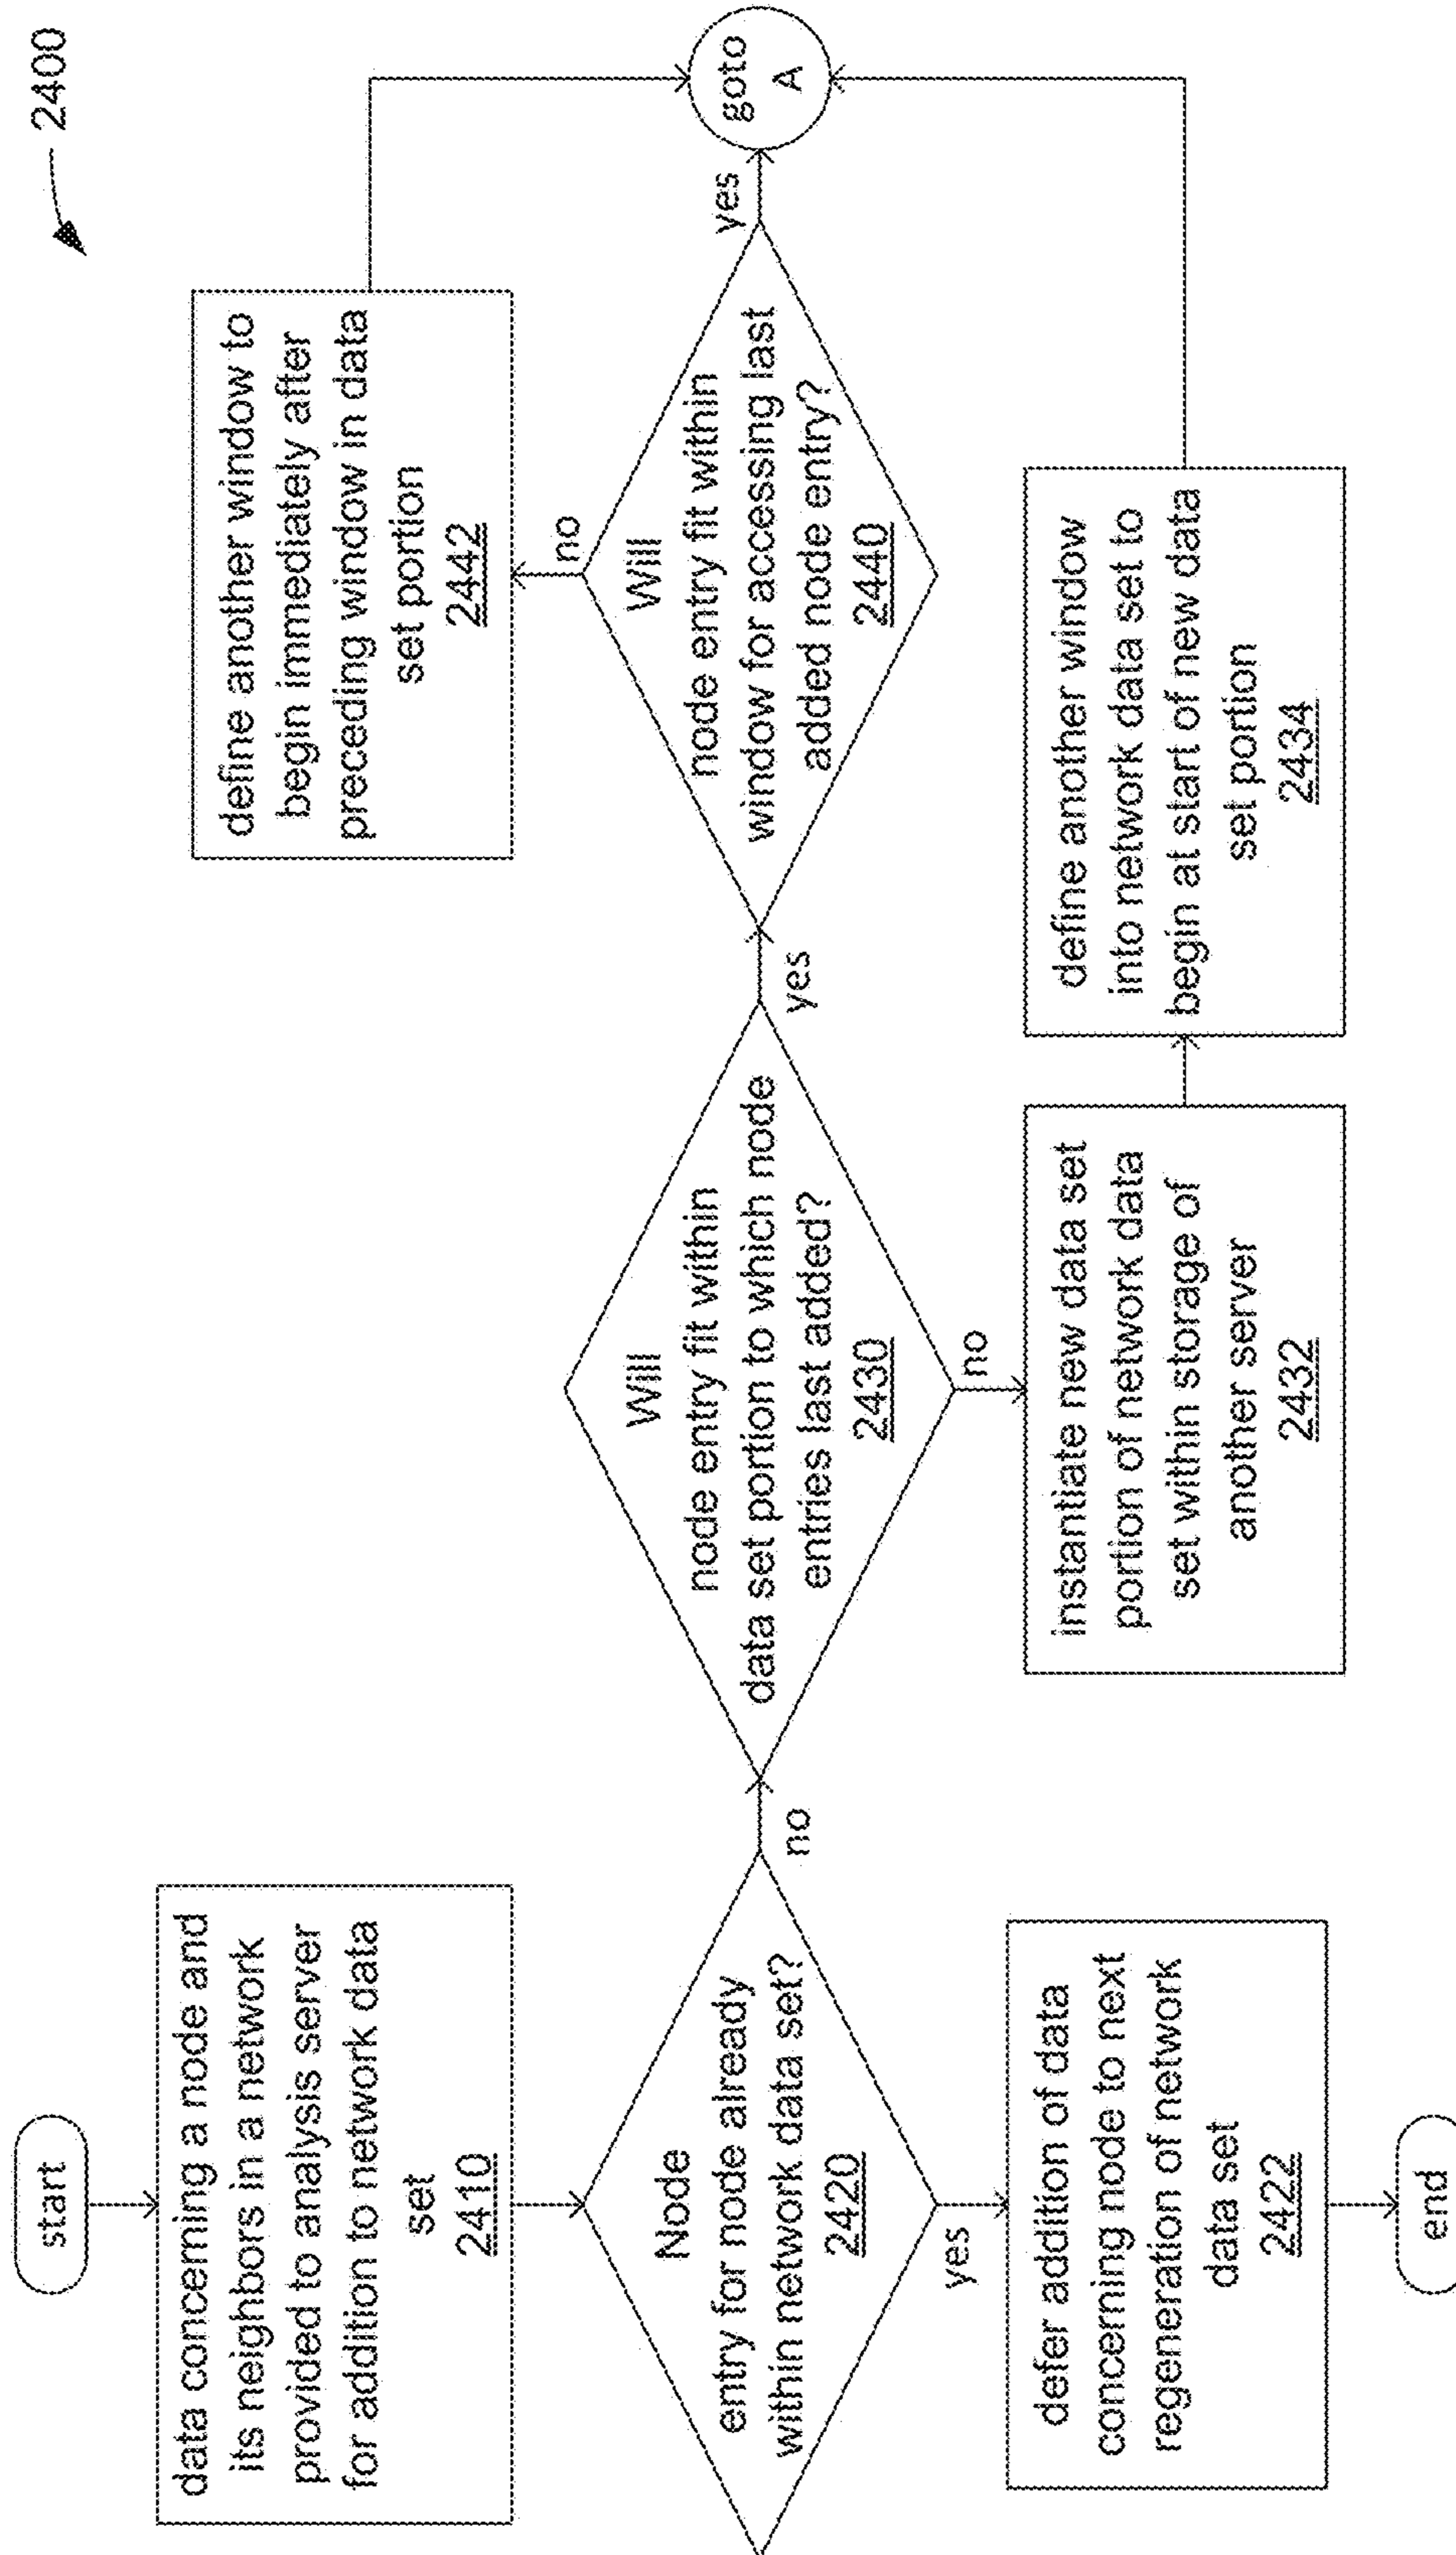 2400
start
data concerning a node and
its neighbors in a network
provided to analysis server
for addition to network data
set
2410
Node
entry for node already
within network data set?
2420
no
yes
defer addition of data
concerning node to next
regeneration of network
data set
2422
end
Will
node entry fit within
data set portion to which node
entries last added?
2430
yes
no
instantiate new data set
portion of network data
set within storage of
another server
2432
define another window
into network data set to
begin at start of new data
set portion
2434
Will
node entry fit within
window for accessing last
added node entry?
2440
no
yes
define another window to
begin immediately after
preceding window in data
set portion
2442
goto
A